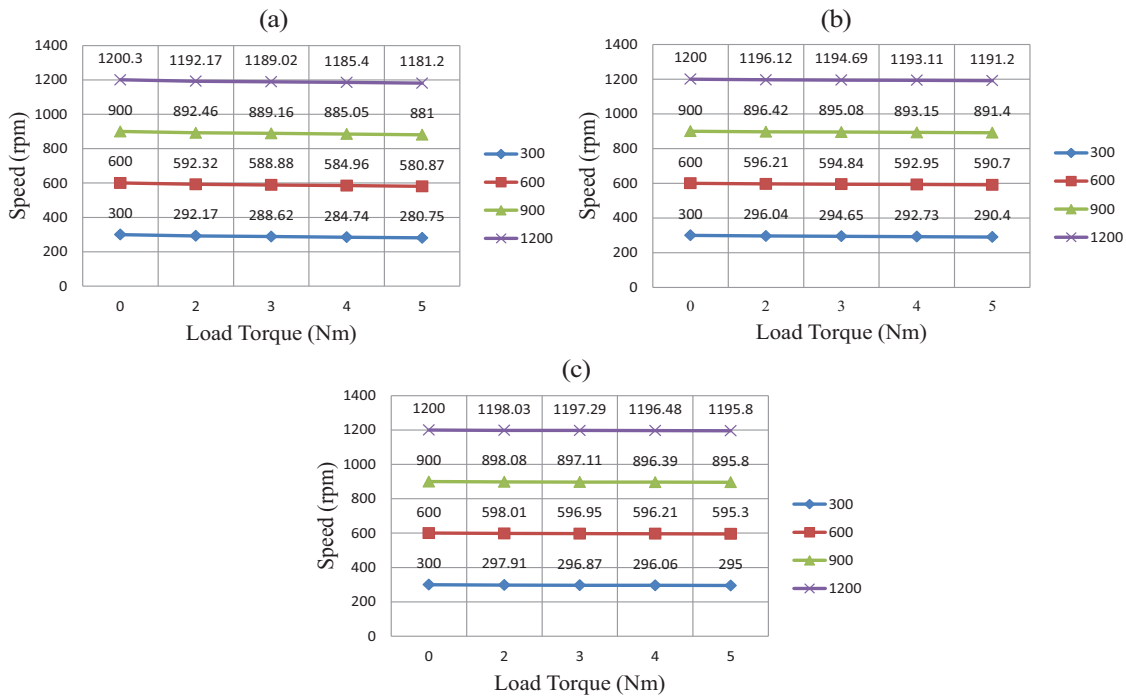 (a)
1400
1200
1000
800
600
400
200
0
Speed (rpm)
1200.3 1192.17 1189.02 1185.4 1181.2
900 892.46 889.16 885.05 881
600 592.32 588.88 584.96 580.87
300 292.17 288.62 284.74 280.75
0 2 3 4 5
Load Torque (Nm)
300
600
900
1200
(b)
1400
1200
1000
800
600
400
200
0
Speed (rpm)
1200 1196.12 1194.69 1193.11 1191.2
900 896.42 895.08 893.15 891.4
600 596.21 594.84 592.95 590.7
300 296.04 294.65 292.73 290.4
0 2 3 4 5
Load Torque (Nm)
300
600
900
1200
(c)
1400
1200
1000
800
600
400
200
0
Speed (rpm)
1200 1198.03 1197.29 1196.48 1195.8
900 898.08 897.11 896.39 895.8
600 598.01 596.95 596.21 595.3
300 297.91 296.87 296.06 295
0 2 3 4 5
Load Torque (Nm)
300
600
900
1200